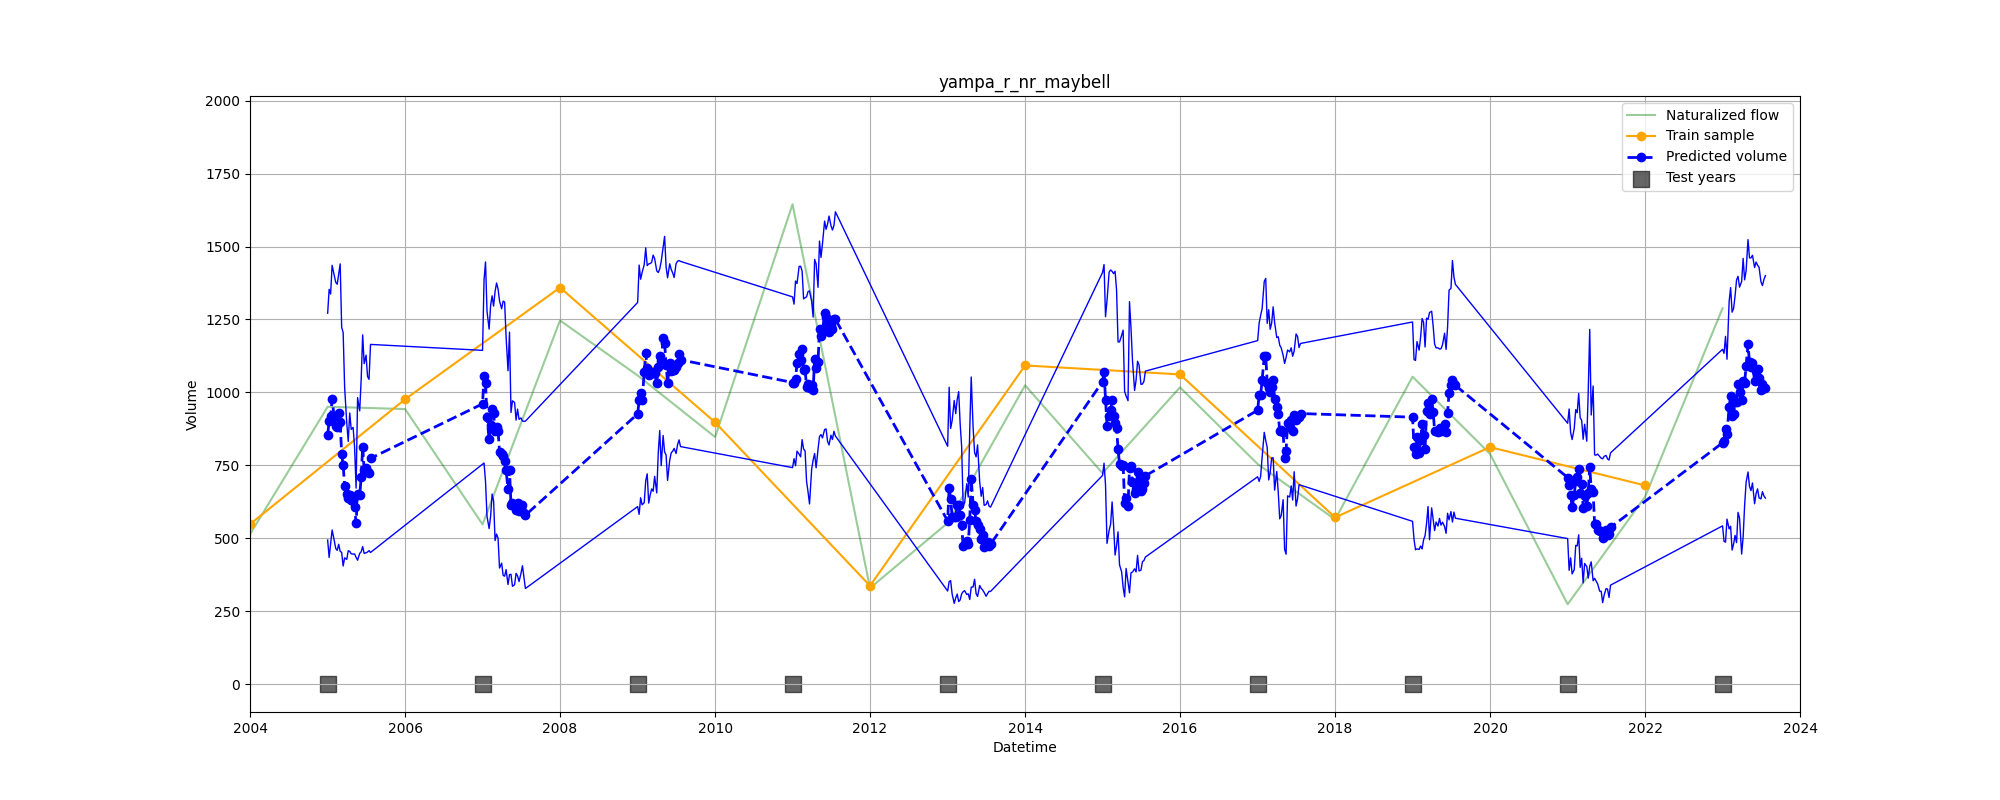 yampa_r_nr_maybell
2000
1750
1500
1250
1000
750
500
250
0
Volume
Naturalized flow
Train sample
Predicted volume
Test years
2004 2006 2008 2010 2012 2014 2016 2018 2020 2022 2024
Datetime